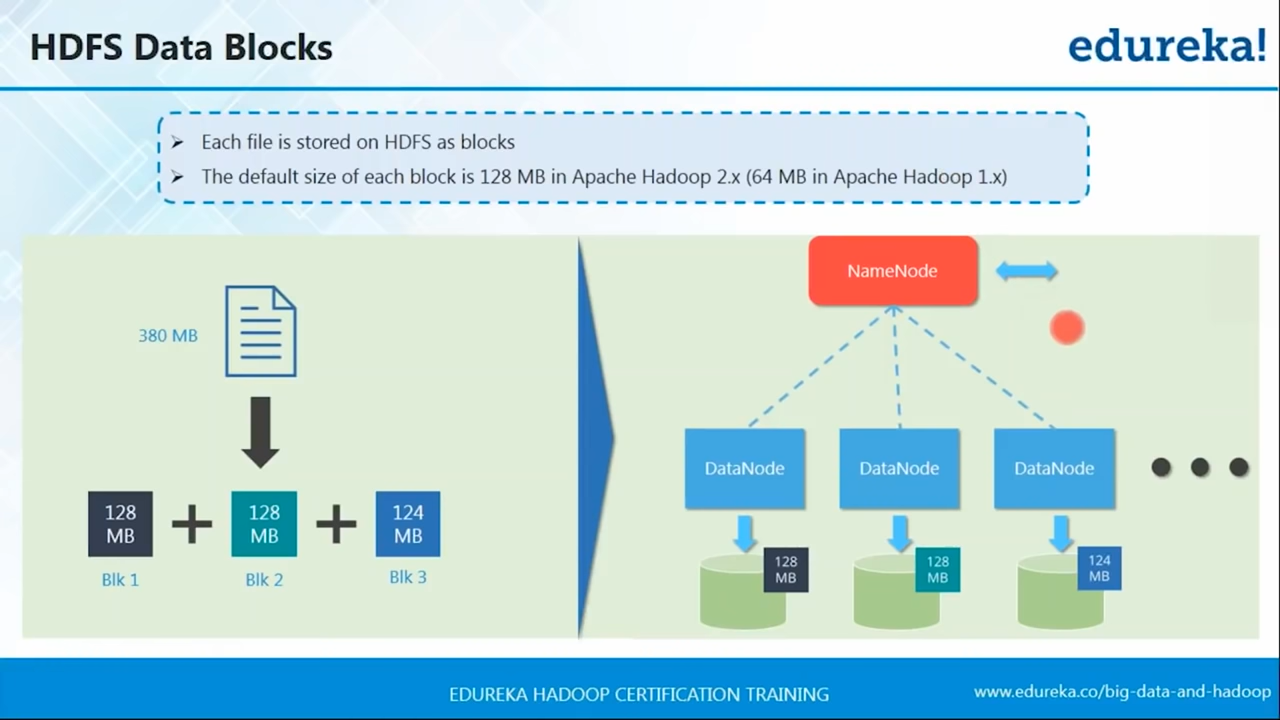 HDFS Data Blocks
edureka!
➢ Each file is stored on HDFS as blocks
➢ The default size of each block is 128 MB in Apache Hadoop 2.x (64 MB in Apache Hadoop 1.x)
380 MB
128
MB
128
MB
124
MB
Blk 1
Blk 2
Blk 3
NameNode
DataNode
DataNode
DataNode
128
MB
128
MB
124
MB
EDUREKA HADOOP CERTIFICATION TRAINING
www.edureka.co/big-data-and-hadoop